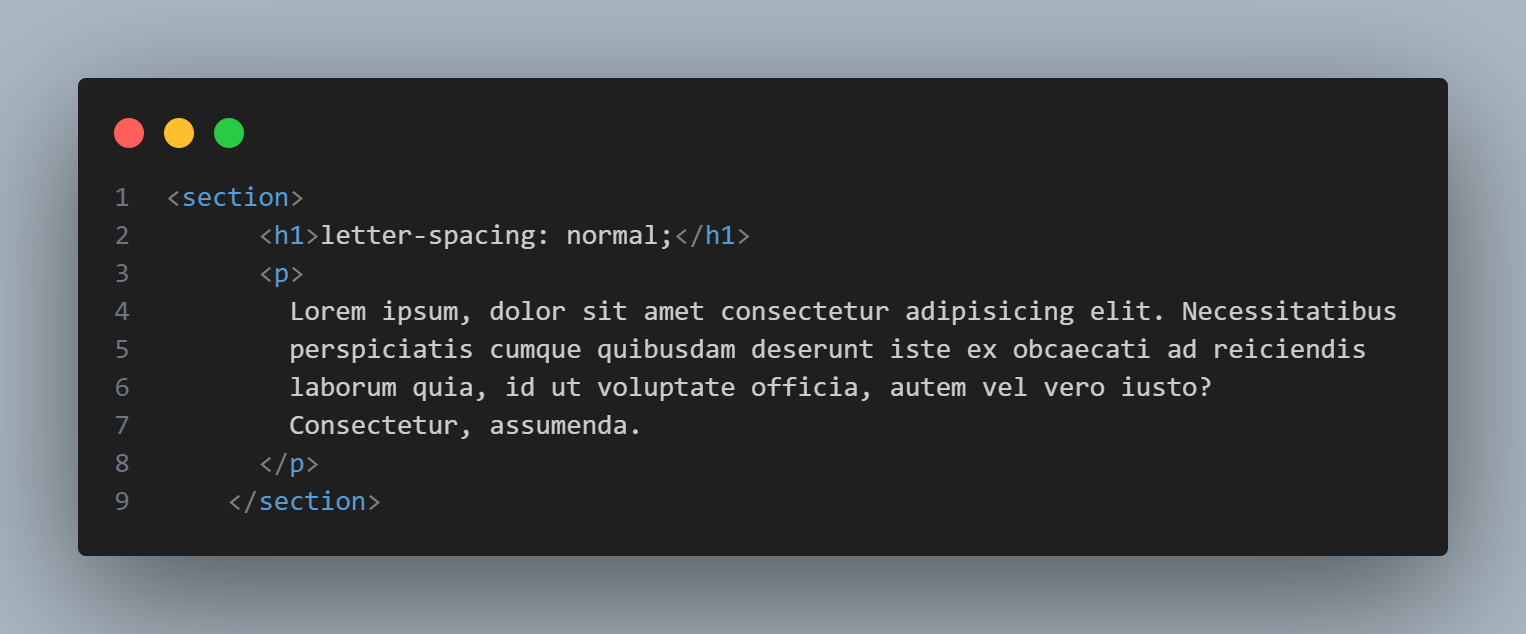 1 <section>
2 <h1>letter-spacing: normal;</h1>
3 <p>
4 Lorem ipsum, dolor sit amet consectetur adipisicing elit. Necessitatibus
5 perspiciatis cumque quibusdam deserunt iste ex obcaecati ad reiciendis
6 laborum quia, id ut voluptate officia, autem vel vero iusto?
7 Consectetur, assumenda.
8 </p>
9 </section>